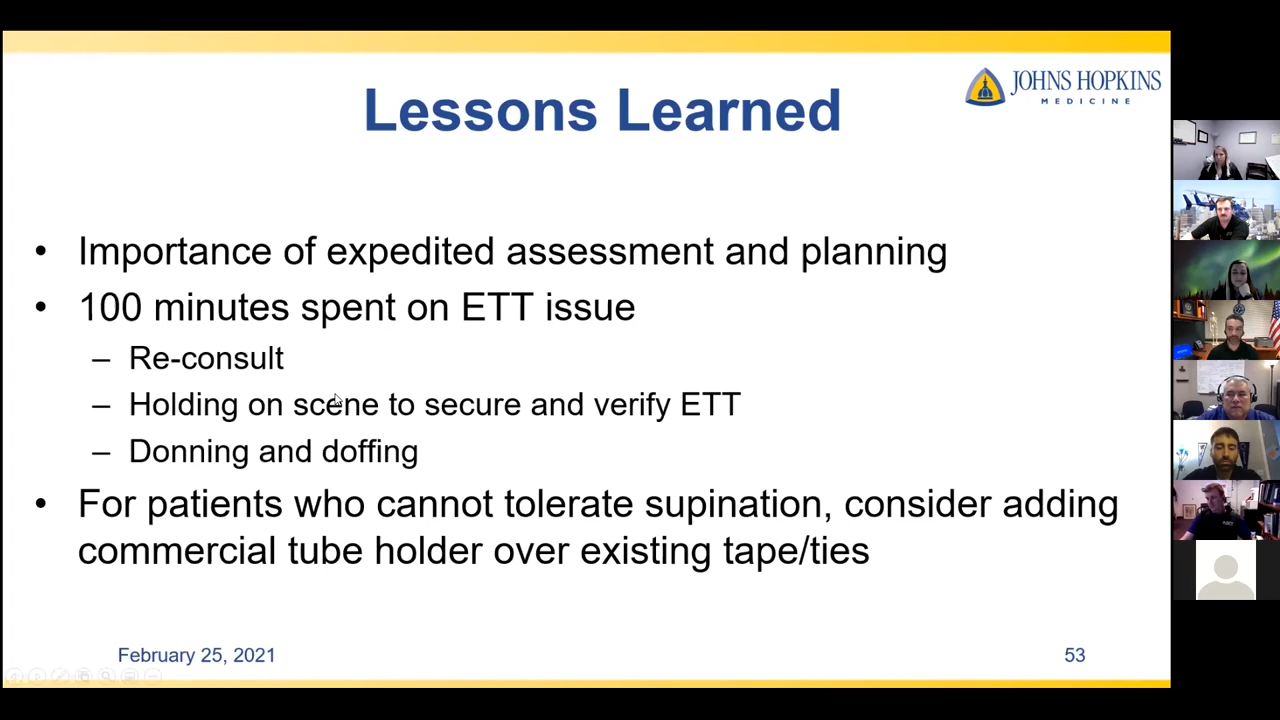 Lessons Learned
JOHNS HOPKINS
MEDICINE
• Importance of expedited assessment and planning
• 100 minutes spent on ETT issue
– Re-consult
– Holding on scene to secure and verify ETT
– Donning and doffing
• For patients who cannot tolerate supination, consider adding
commercial tube holder over existing tape/ties
February 25, 2021
53